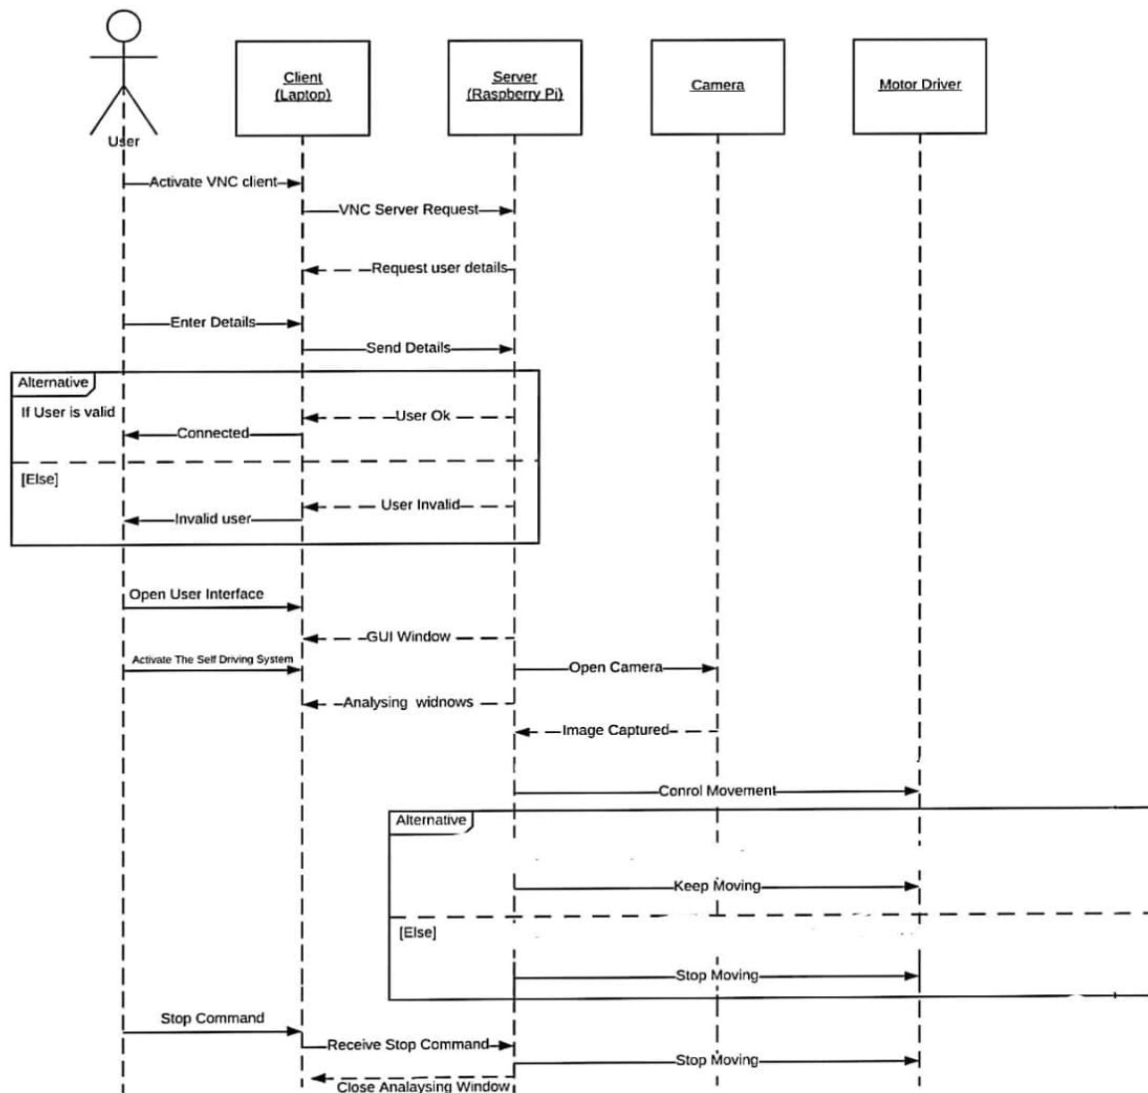 User
Client
(Laptop)
Server
(Raspberry Pi)
Camera
Motor Driver
Activate VNC client
VNC Server Request
Request user details
Enter Details
Send Details
Alternative
If User is valid
User Ok
Connected
[Else]
User Invalid
Invalid user
Open User Interface
GUI Window
Activate The Self Driving System
Open Camera
Analysing widnows
Image Captured
Conrol Movement
Alternative
Keep Moving
[Else]
Stop Moving
Stop Command
Receive Stop Command
Stop Moving
Close Analaysing Window